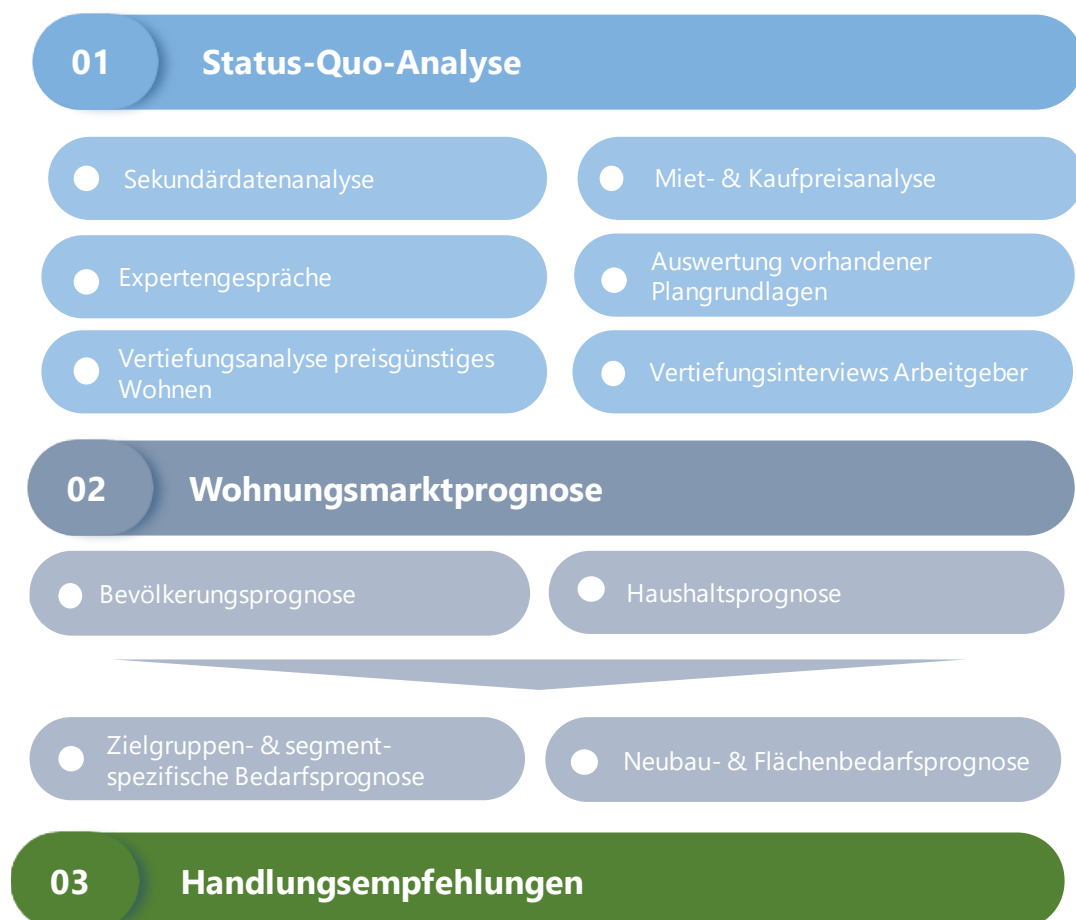 01 Status-Quo-Analyse
Sekundärdatenanalyse
Miet- & Kaufpreisanalyse
Expertengespräche
Auswertung vorhandener
Plangrundlagen
Vertiefungsanalyse preisgünstiges
Wohnen
Vertiefungsinterviews Arbeitgeber
02 Wohnungsmarktprognose
Bevölkerungsprognose
Haushaltsprognose
Zielgruppen- & segment-
spezifische Bedarfsprognose
Neubau- & Flächenbedarfsprognose
03 Handlungsempfehlungen